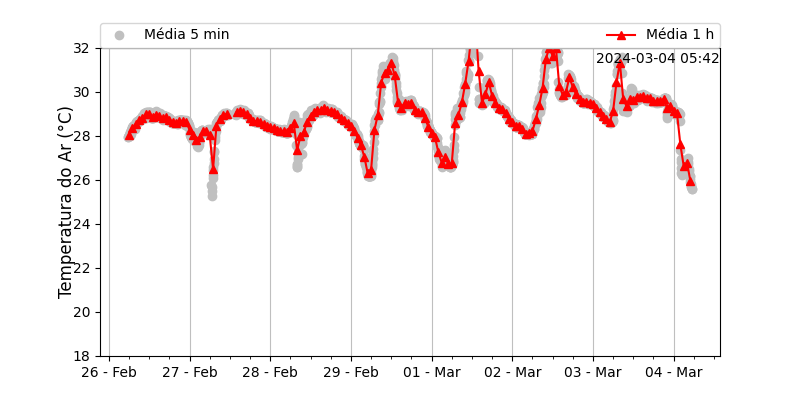 Média 5 min
Média 1 h
2024-03-04 05:42
Temperatura do Ar (°C)
32
30
28
26
24
22
20
18
26 - Feb
27 - Feb
28 - Feb
29 - Feb
01 - Mar
02 - Mar
03 - Mar
04 - Mar